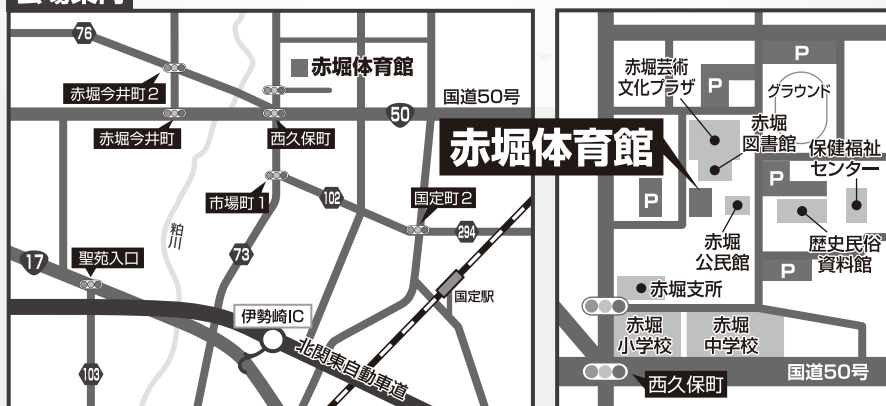 会場案内
76
赤堀体育館
赤堀今井町2
国道50号
50
赤堀今井町
西久保町
市場町1
102
国定町2
294
粕川
73
17
聖苑入口
国定駅
伊勢崎IC
北関東自動車道
103
P
赤堀芸術
文化プラザ
P
グラウンド
赤堀
図書館
保健福祉
センター
赤堀体育館
P
P
赤堀
公民館
歴史民俗
資料館
P
赤堀支所
赤堀
小学校
赤堀
中学校
国道50号
西久保町